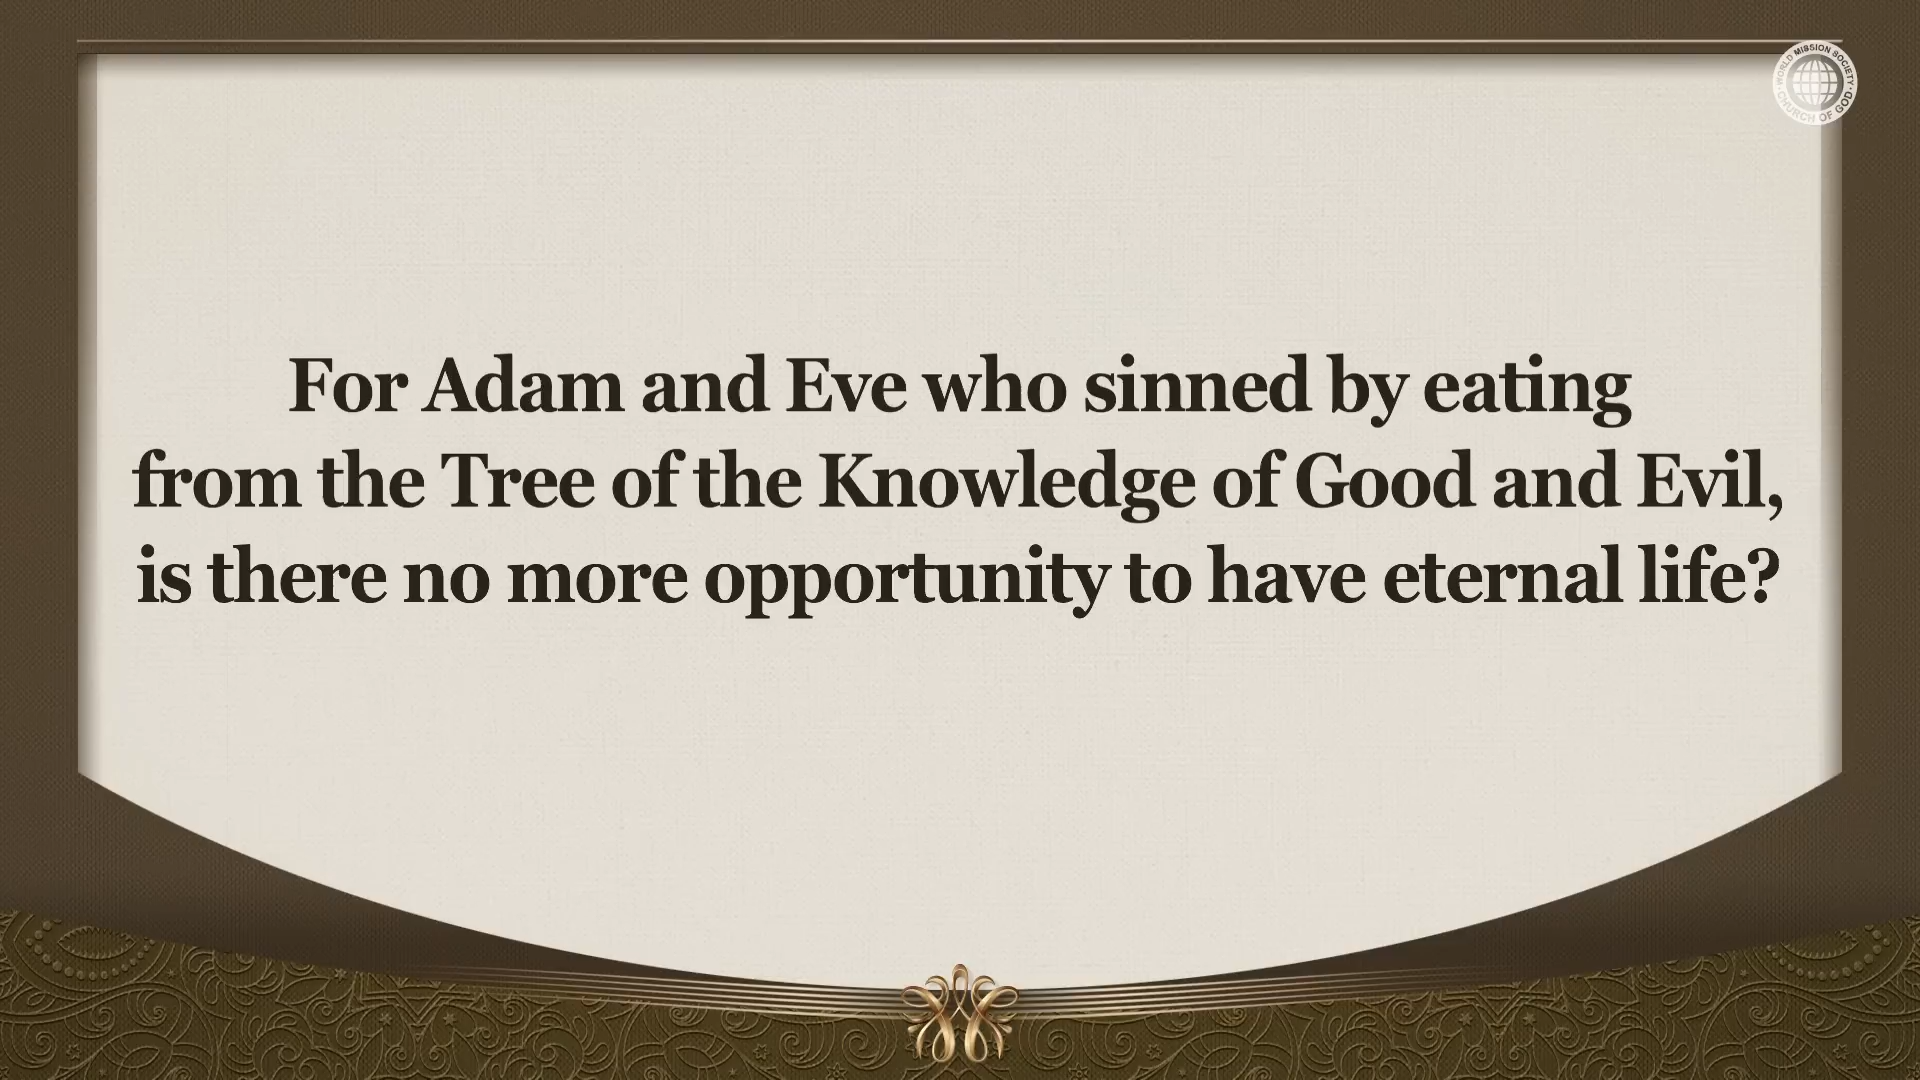 WORLD MISSION SOCIETY
CHURCH OF GOD
For Adam and Eve who sinned by eating
from the Tree of the Knowledge of Good and Evil,
is there no more opportunity to have eternal life?